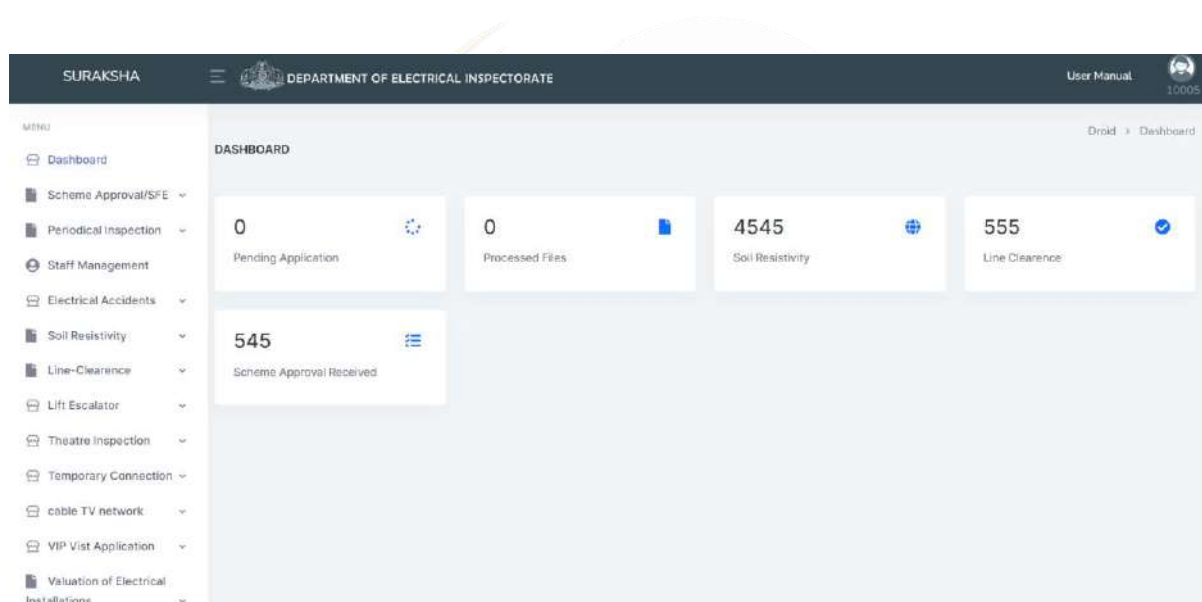 SURAKSHA
DEPARTMENT OF ELECTRICAL INSPECTORATE
User Manual
10005
MENU
Droid > Dashboard
Dashboard
DASHBOARD
Scheme Approval/SFE
Periodical Inspection
Staff Management
Electrical Accidents
Soil Resistivity
Line-Clearence
Lift Escalator
Theatre Inspection
Temporary Connection
cable TV network
VIP Vist Application
Valuation of Electrical
Installations
0
Pending Application
0
Processed Files
4545
Soil Resistivity
555
Line Clearence
545
Scheme Approval Received